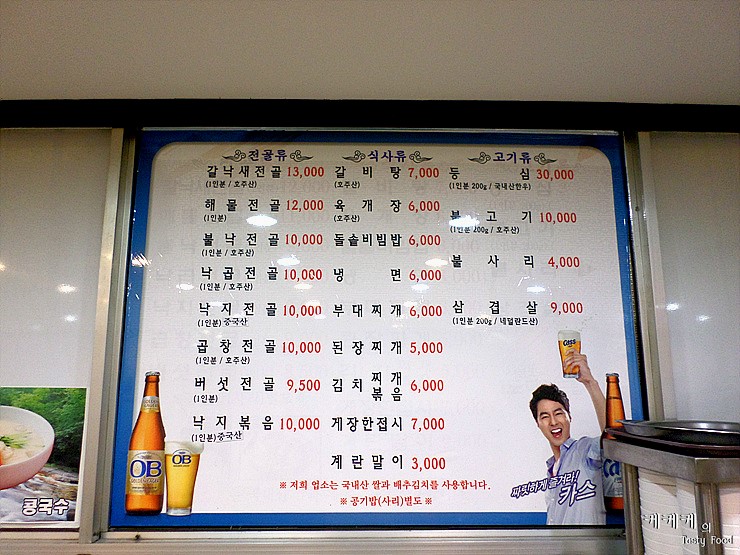 전골류
갈낙새전골 13,000
(1인분 / 호주산)
해물전골 12,000
(1인분)
불낙전골 10,000
(1인분 / 호주산)
낙곱전골 10,000
(1인분 / 호주산)
낙지전골 10,000
(1인분) 중국산
곱창전골 10,000
(1인분 / 호주산)
버섯전골 9,500
(1인분)
낙지볶음 10,000
(1인분) 중국산
식사류
갈비탕 7,000
(호주산)
육개장 6,000
(호주산)
돌솥비빔밥 6,000
냉면 6,000
부대찌개 6,000
된장찌개 5,000
김치 찌개 볶음 6,000
게장한접시 7,000
계란말이 3,000
고기류
등심 30,000
(1인분 200g / 국내산한우)
불고기 10,000
(1인분 200g / 호주산)
불사리 4,000
삼겹살 9,000
(1인분 200g / 네덜란드산)
※ 저희 업소는 국내산 쌀과 배추김치를 사용합니다.
※ 공기밥(사리)별도 ※
OB
OB
Cass
짜릿하게 즐겨라!
카스
콩국수
께께께의
Tasty Food